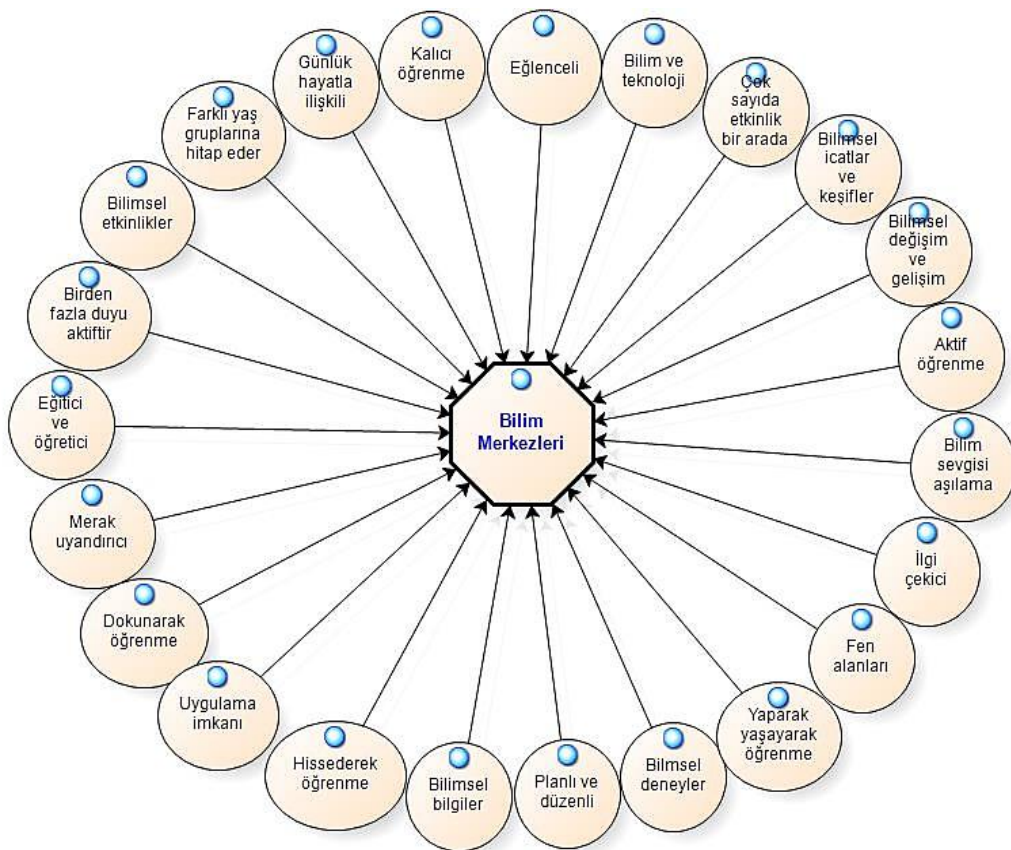 Günlük
hayatla
ilişkili
Kalıcı
öğrenme
Eğlenceli
Bilim ve
teknoloji
Çok
sayıda
etkinlik
bir arada
Bilimsel
icatlar
ve
keşifler
Bilimsel
değişim
ve
gelişim
Aktif
öğrenme
Bilim
sevgisi
aşılama
İlgi
çekici
Fen
alanları
Yaparak
yaşayarak
öğrenme
Bilmsel
deneyler
Planlı ve
düzenli
Bilimsel
bilgiler
Hissederek
öğrenme
Uygulama
imkanı
Dokunarak
öğrenme
Merak
uyandırıcı
Eğitici
ve
öğretici
Birden
fazla duyu
aktiftir
Bilimsel
etkinlikler
Farklı yaş
gruplarına
hitap eder
Bilim
Merkezleri